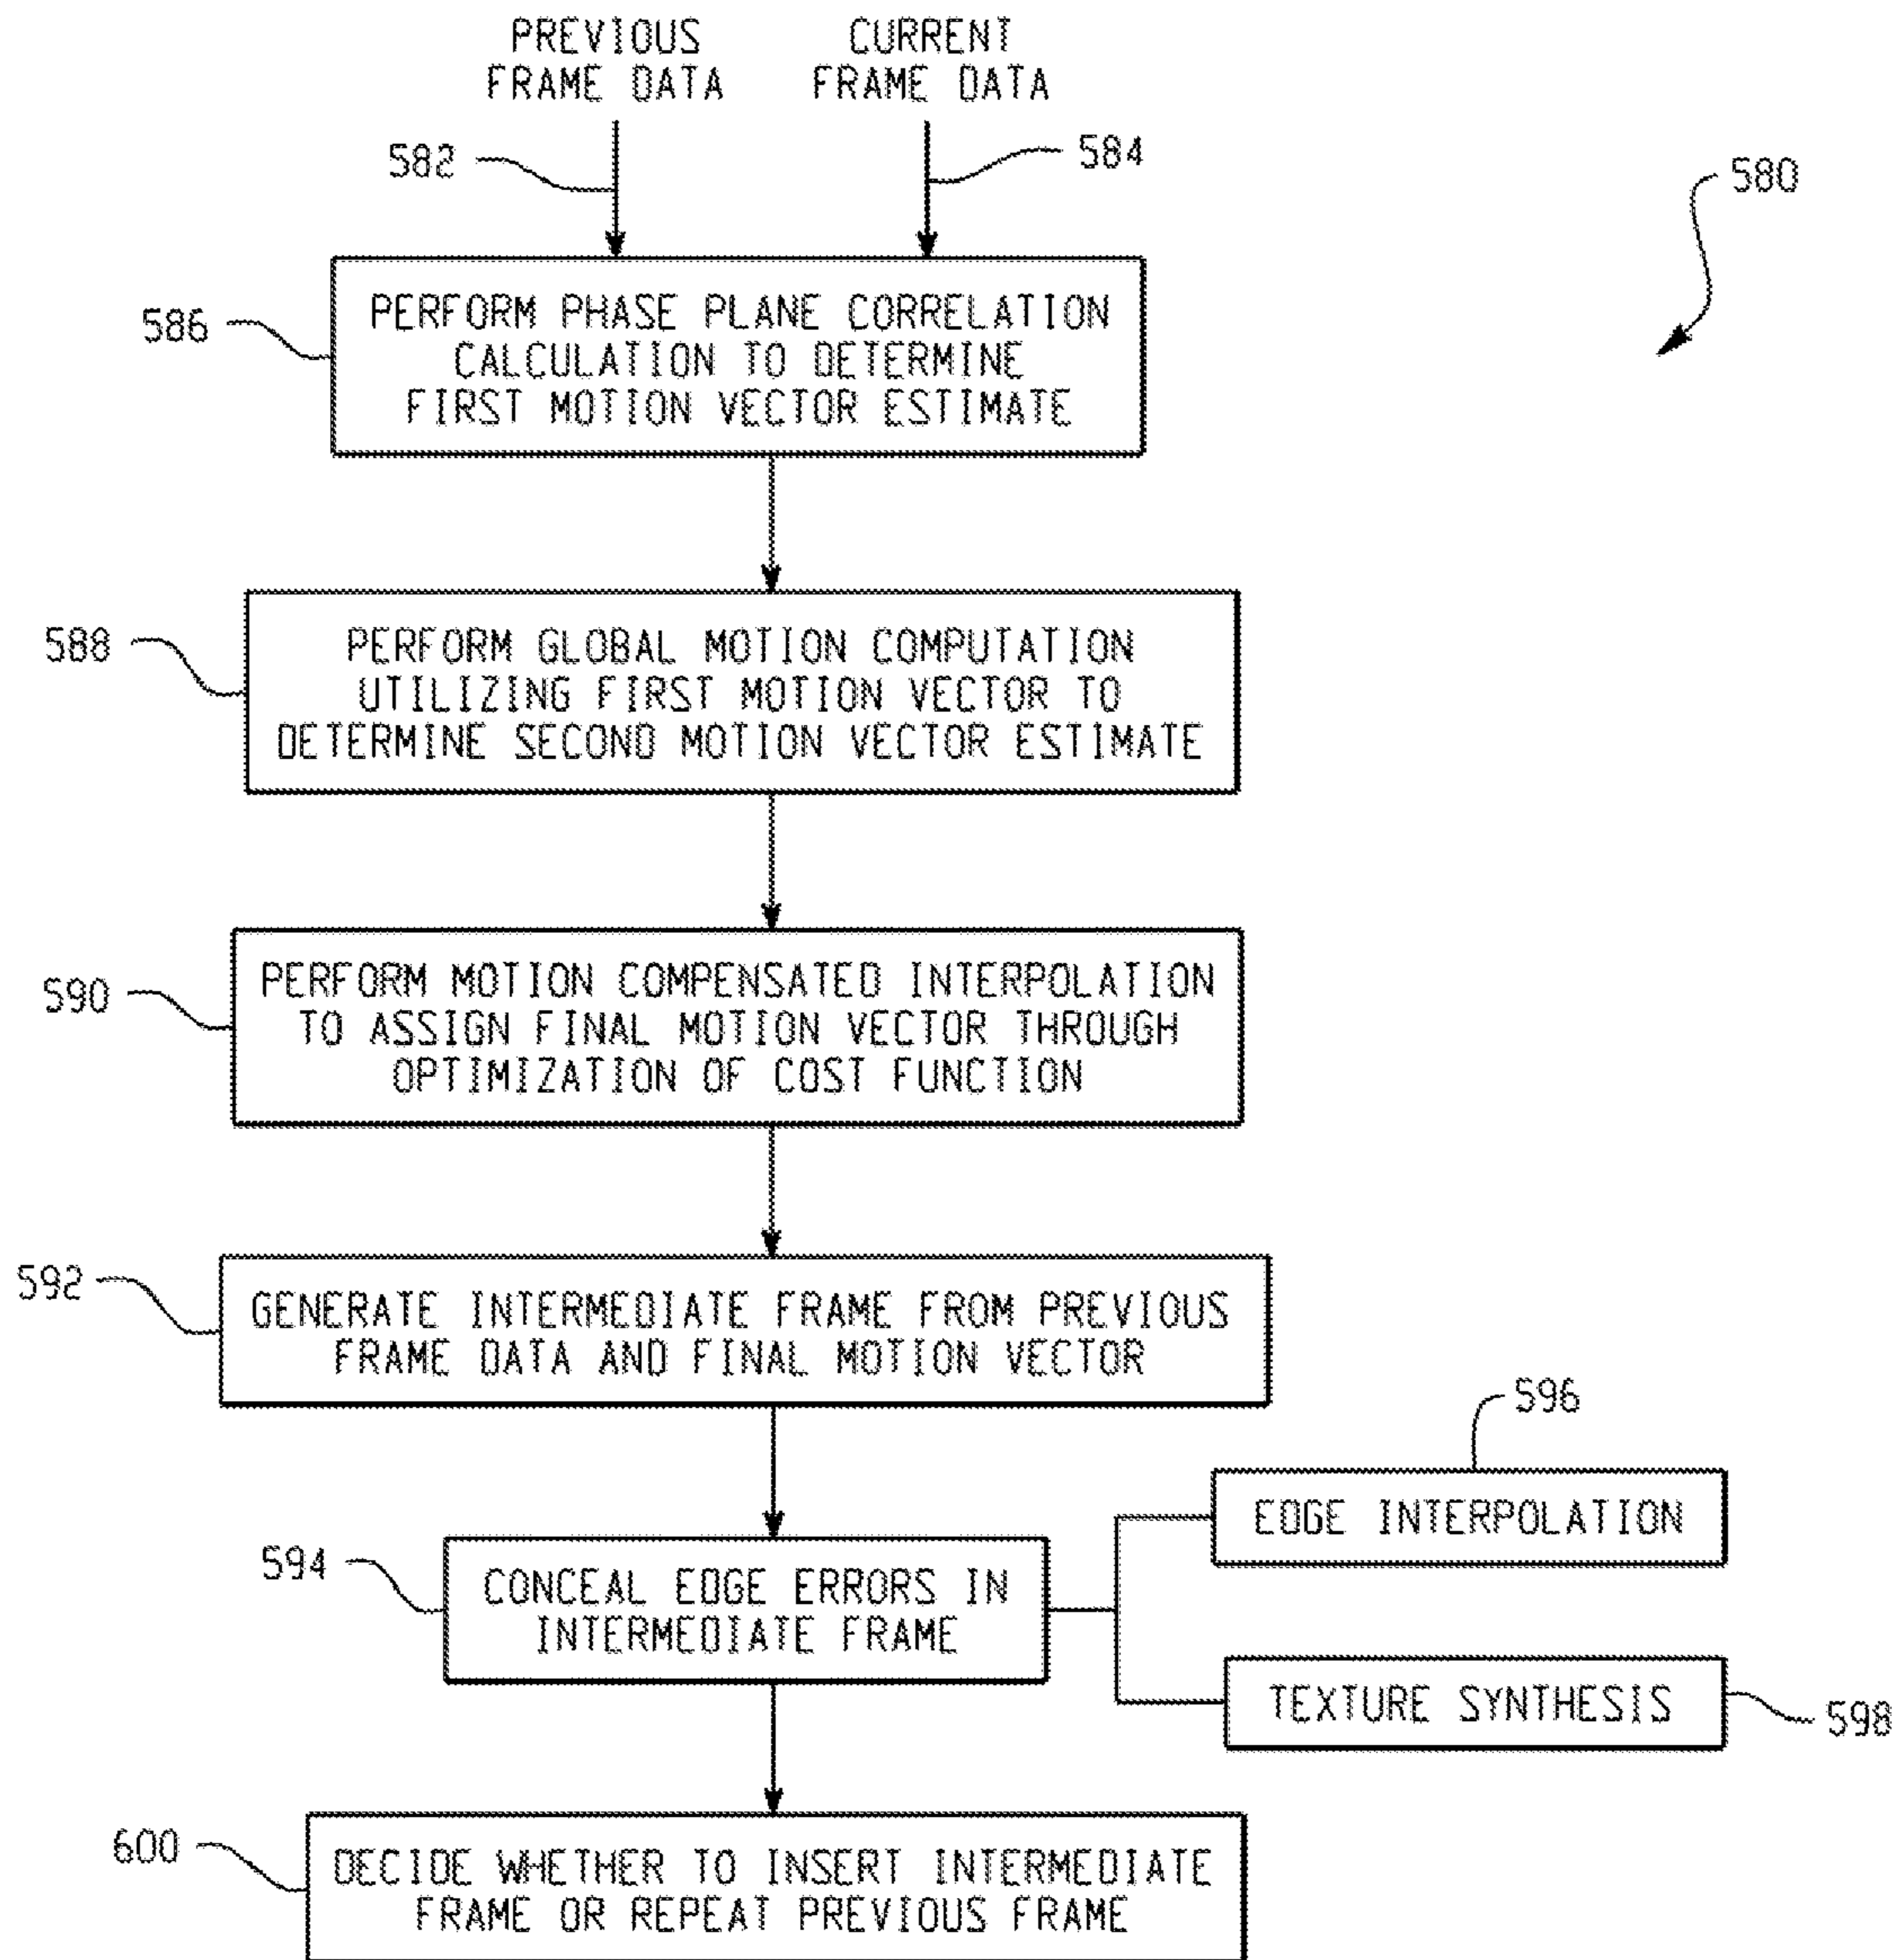 PREVIOUS
FRAME DATA
CURRENT
FRAME DATA
582
584
580
586
PERFORM PHASE PLANE CORRELATION
CALCULATION TO DETERMINE
FIRST MOTION VECTOR ESTIMATE
588
PERFORM GLOBAL MOTION COMPUTATION
UTILIZING FIRST MOTION VECTOR TO
DETERMINE SECOND MOTION VECTOR ESTIMATE
590
PERFORM MOTION COMPENSATED INTERPOLATION
TO ASSIGN FINAL MOTION VECTOR THROUGH
OPTIMIZATION OF COST FUNCTION
592
GENERATE INTERMEDIATE FRAME FROM PREVIOUS
FRAME DATA AND FINAL MOTION VECTOR
596
EDGE INTERPOLATION
594
CONCEAL EDGE ERRORS IN
INTERMEDIATE FRAME
TEXTURE SYNTHESIS
598
600
DECIDE WHETHER TO INSERT INTERMEDIATE
FRAME OR REPEAT PREVIOUS FRAME